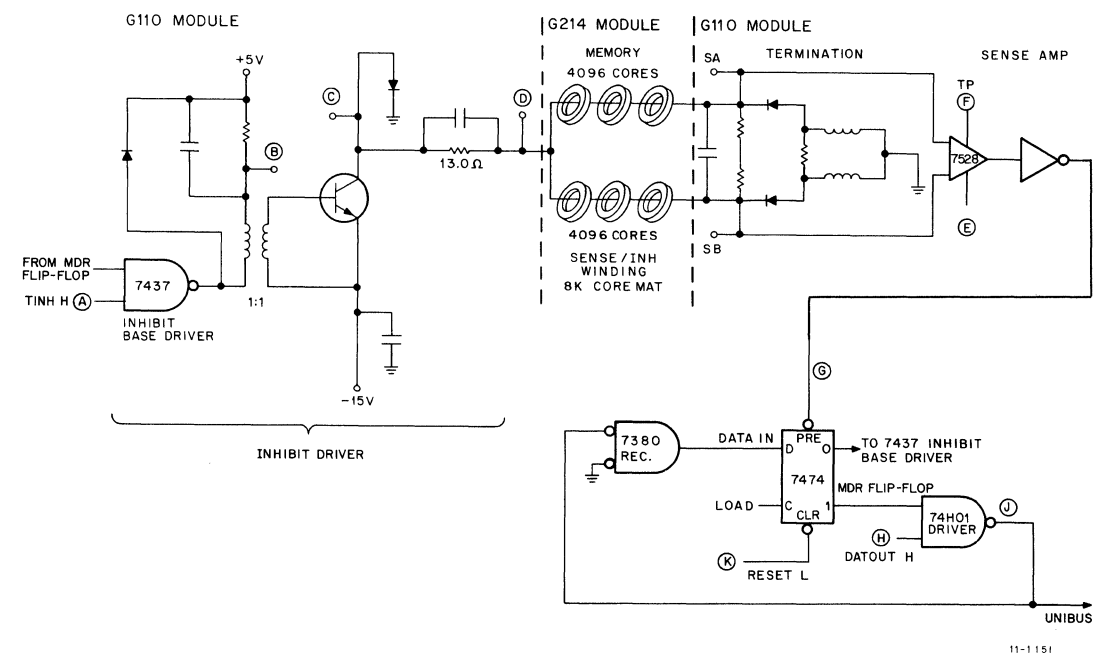 G110 MODULE
G214 MODULE
G110 MODULE
MEMORY
4096 CORES
TERMINATION
SENSE AMP
+5V
B
C
D
13.0Ω
SA
SB
TP
F
7528
E
4096 CORES
SENSE/INH
WINDING
8K CORE MAT
FROM MDR
FLIP-FLOP
TINH H A
7437
INHIBIT
BASE DRIVER
1:1
-15V
INHIBIT DRIVER
G
7380
REC.
DATA IN
PRE
D
0
7474
C
1
CLR
TO 7437 INHIBIT
BASE DRIVER
MDR FLIP-FLOP
LOAD
74H01
DRIVER
J
H
DATOUT H
K
RESET L
UNIBUS
11-1151